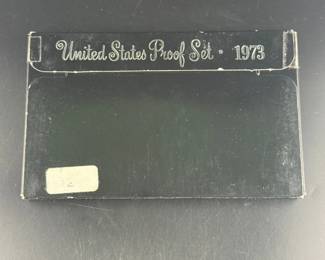 United States Proof Set • 1973